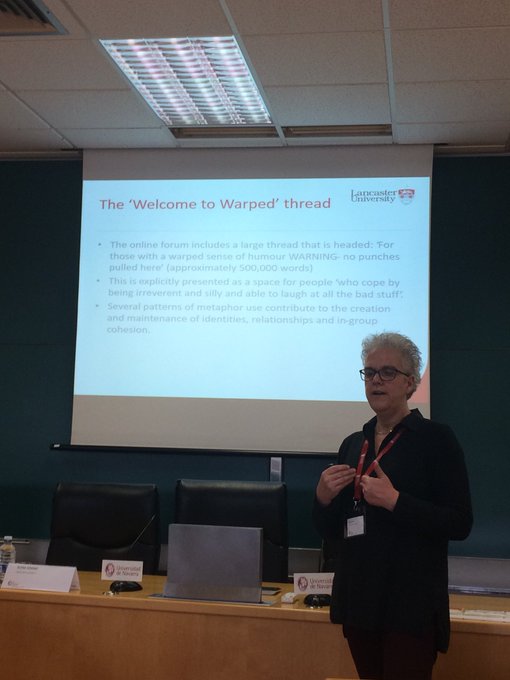 The 'Welcome to Warped' thread
Lancaster
University
• The online forum includes a large thread that is headed: 'For
those with a warped sense of humour WARNING- no punches
pulled here' (approximately 500,000 words)
• This is explicitly presented as a space for people 'who cope by
being irreverent and silly and able to laugh at all the bad stuff'.
• Several patterns of metaphor use contribute to the creation
and maintenance of identities, relationships and in-group
cohesion.
Universidad
de Navarra
Universidad
de Navarra